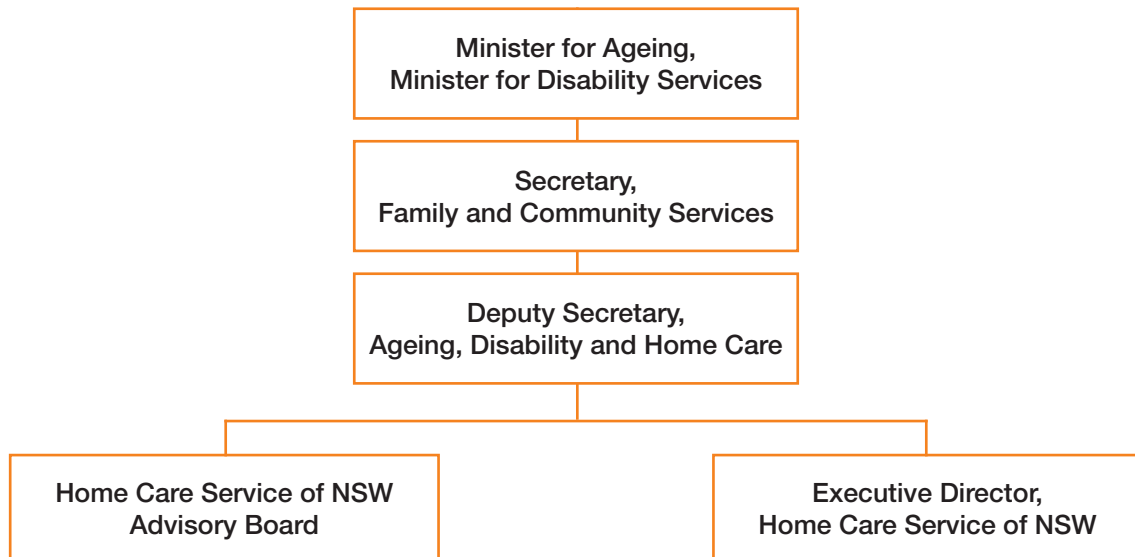 Minister for Ageing,
Minister for Disability Services
Secretary,
Family and Community Services
Deputy Secretary,
Ageing, Disability and Home Care
Home Care Service of NSW
Advisory Board
Executive Director,
Home Care Service of NSW